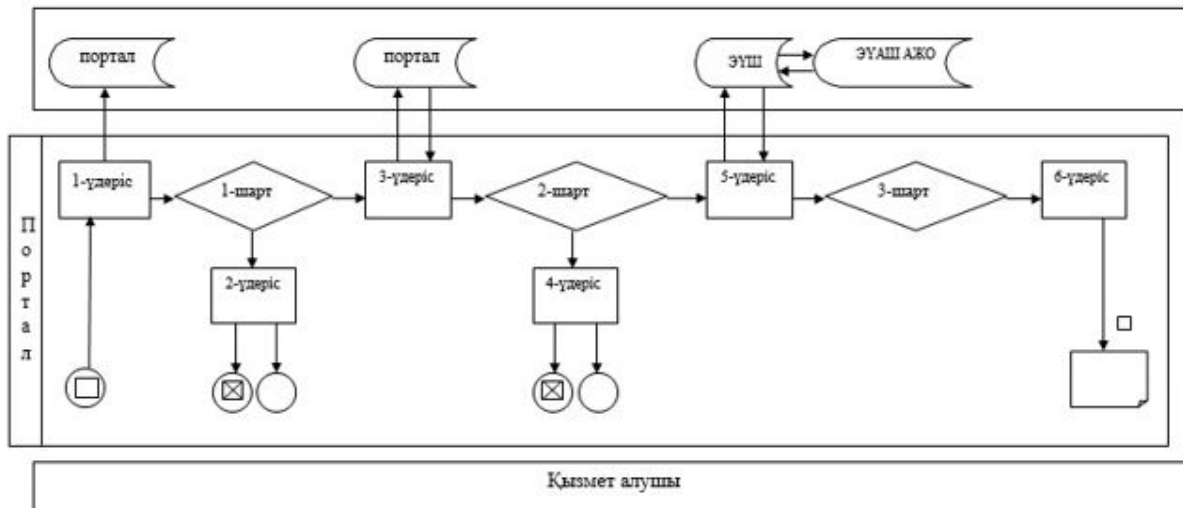 портал
портал
ЭҮШ
ЭҮАШ АЖО
Портал
1-үдеріс
1-шарт
3-үдеріс
2-шарт
5-үдеріс
3-шарт
6-үдеріс
2-үдеріс
4-үдеріс
Қызмет алушы